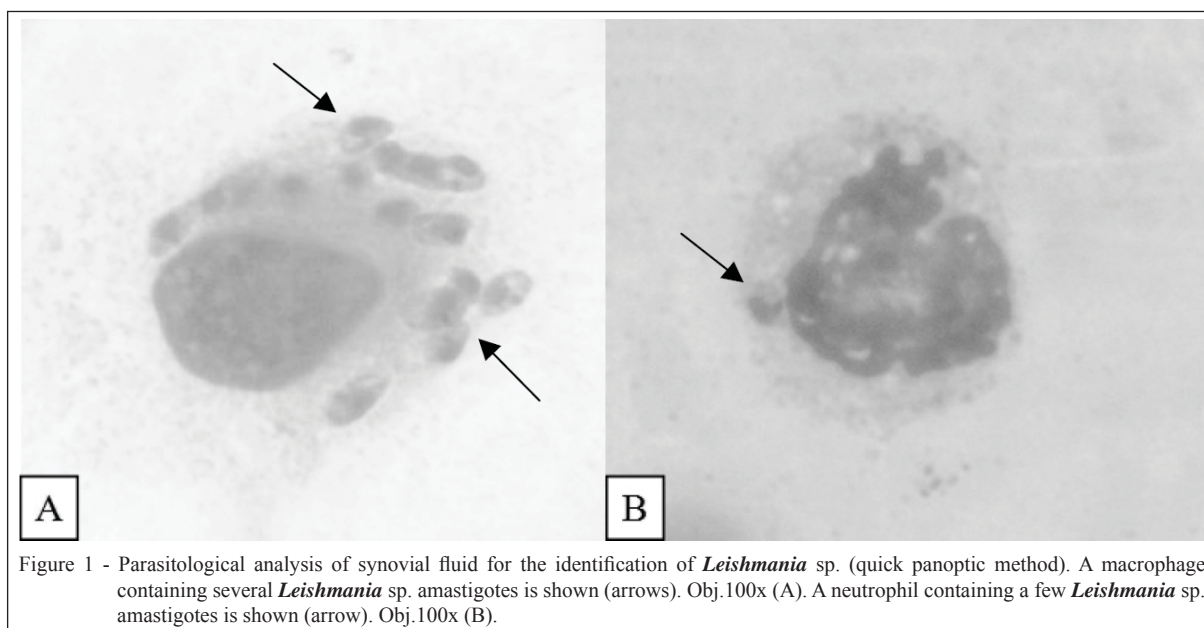 A
B
Figure 1 - Parasitological analysis of synovial fluid for the identification of Leishmania sp. (quick panoptic method). A macrophage
containing several Leishmania sp. amastigotes is shown (arrows). Obj.100x (A). A neutrophil containing a few Leishmania sp.
amastigotes is shown (arrow). Obj.100x (B).